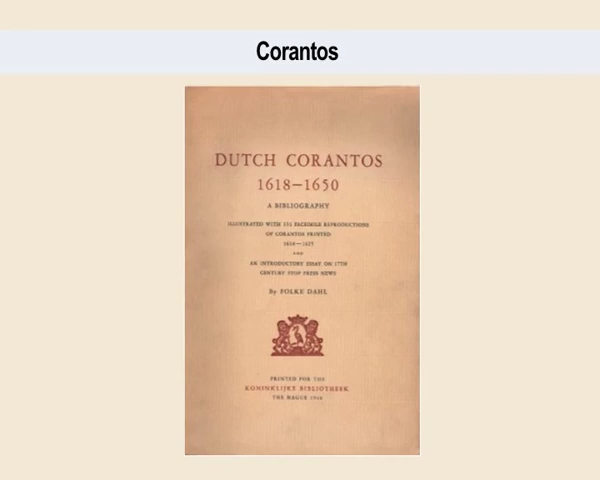 Corantos
DUTCH CORANTOS
1618—1650
A BIBLIOGRAPHY
ILLUSTRATED WITH 334 FACSIMILE REPRODUCTIONS
OF CORANTOS PRINTED
1618—1625
AND
AN INTRODUCTORY ESSAY ON 17TH
CENTURY STOP PRESS NEWS
By FOLKE DAHL
PRINTED FOR THE
KONINKLIJKE BIBLIOTHEEK
THE HAGUE 1946